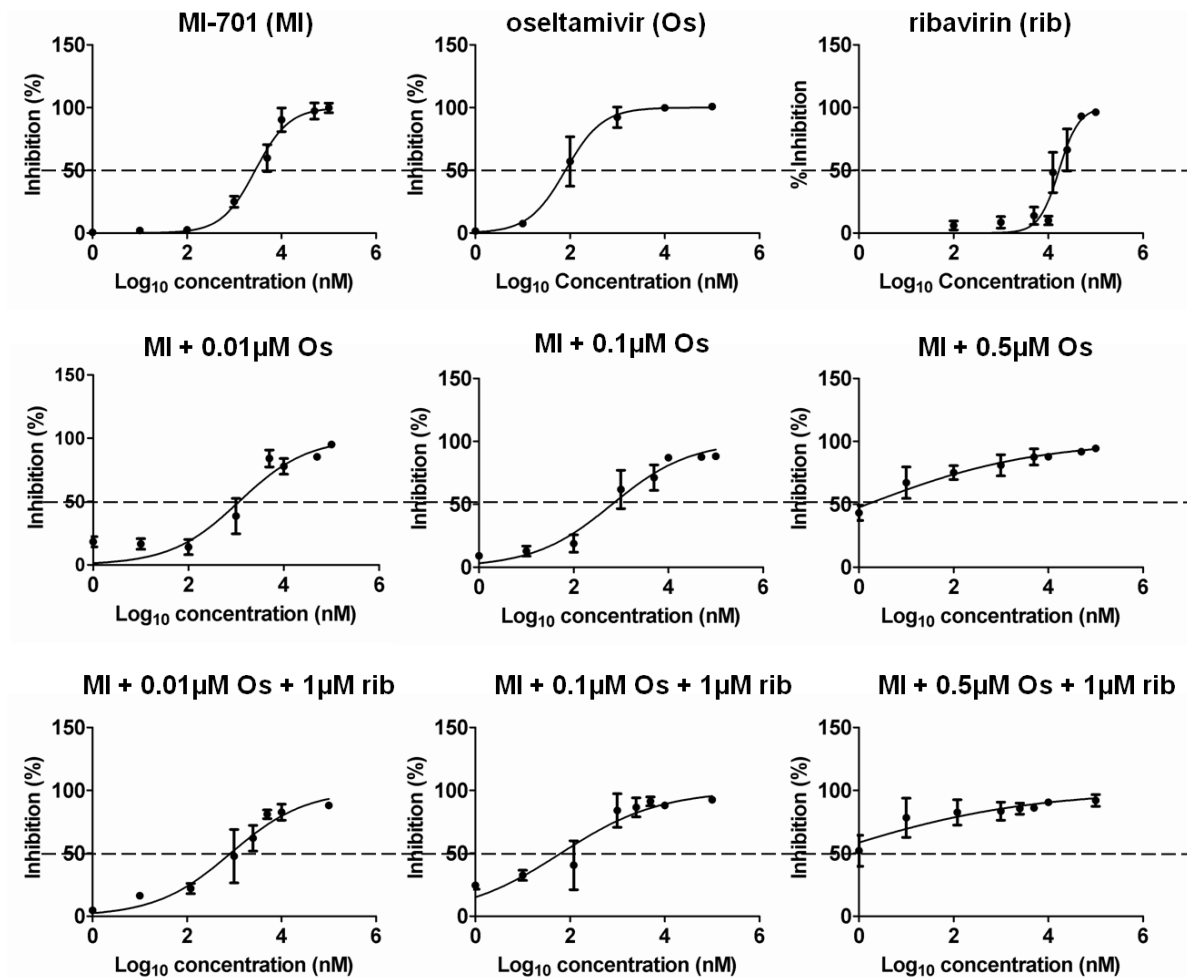 MI-701 (MI)
150
100
50
0
Inhibition (%)
0 2 4 6
Log10 concentration (nM)
oseltamivir (Os)
150
100
50
0
Inhibition (%)
0 2 4 6
Log10 Concentration (nM)
ribavirin (rib)
150
100
50
0
% Inhibition
0 2 4 6
Log10 Concentration (nM)
MI + 0.01µM Os
150
100
50
0
Inhibition (%)
0 2 4 6
Log10 concentration (nM)
MI + 0.1µM Os
150
100
50
0
Inhibition (%)
0 2 4 6
Log10 concentration (nM)
MI + 0.5µM Os
150
100
50
0
Inhibition (%)
0 2 4 6
Log10 concentration (nM)
MI + 0.01µM Os + 1µM rib
150
100
50
0
Inhibition (%)
0 2 4 6
Log10 concentration (nM)
MI + 0.1µM Os + 1µM rib
150
100
50
0
Inhibition (%)
0 2 4 6
Log10 concentration (nM)
MI + 0.5µM Os + 1µM rib
150
100
50
0
Inhibition (%)
0 2 4 6
Log10 concentration (nM)